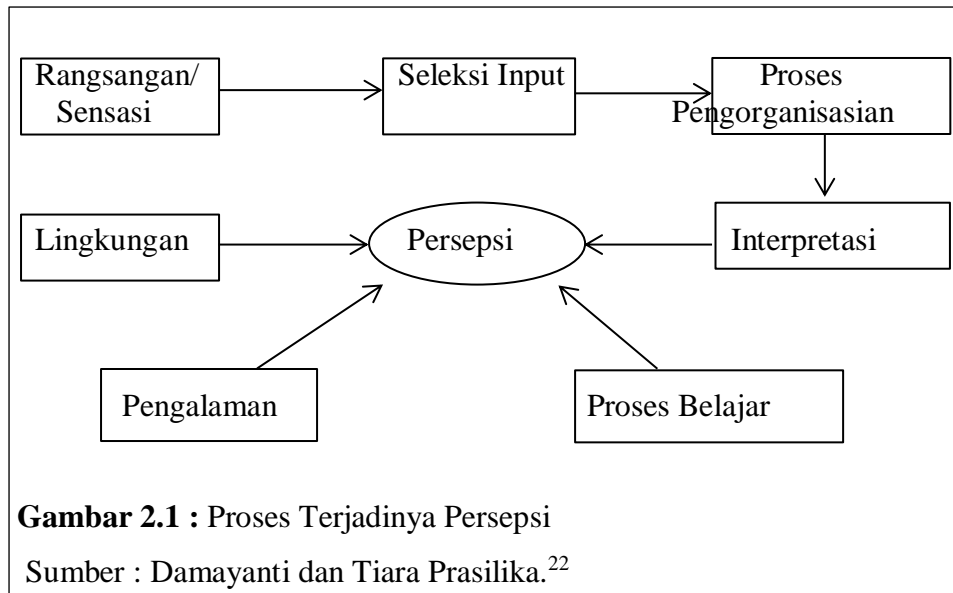 Rangsangan/
Sensasi
Seleksi Input
Proses
Pengorganisasian
Lingkungan
Persepsi
Interpretasi
Pengalaman
Proses Belajar
Gambar 2.1 : Proses Terjadinya Persepsi
Sumber : Damayanti dan Tiara Prasilika.22